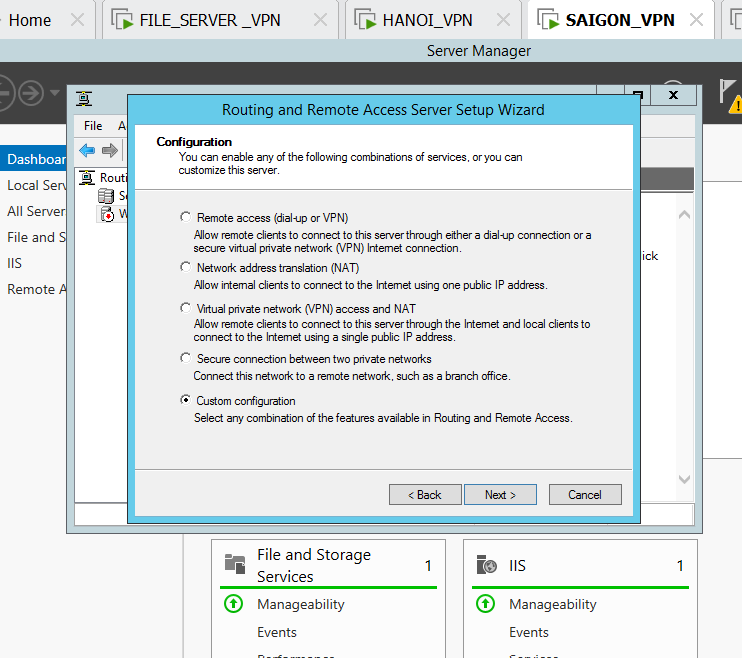 Home
FILE_SERVER _VPN
HANOI_VPN
SAIGON_VPN
Server Manager
Routing and Remote Access Server Setup Wizard
File
Configuration
You can enable any of the following combinations of services, or you can
customize this server.
Dashboar
Local Serv
All Server
File and S
IIS
Remote A
Routi
ick
Remote access (dial-up or VPN)
Allow remote clients to connect to this server through either a dial-up connection or a
secure virtual private network (VPN) Internet connection.
Network address translation (NAT)
Allow internal clients to connect to the Internet using one public IP address.
Virtual private network (VPN) access and NAT
Allow remote clients to connect to this server through the Internet and local clients to
connect to the Internet using a single public IP address.
Secure connection between two private networks
Connect this network to a remote network, such as a branch office.
Custom configuration
Select any combination of the features available in Routing and Remote Access.
< Back
Next >
Cancel
File and Storage
Services
1
Manageability
Events
Performance
IIS
1
Manageability
Events
Services